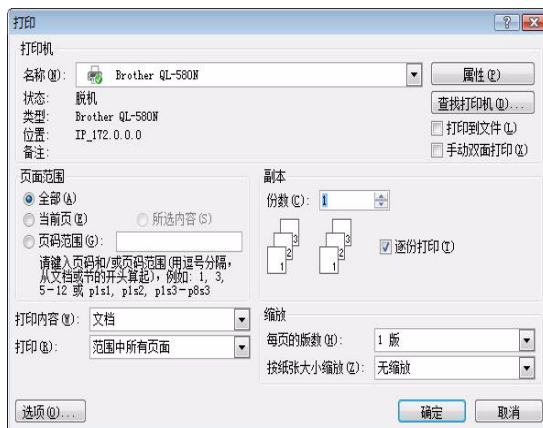 打印
打印机
名称(N): Brother QL-580N
属性(P)
状态: 脱机
查找打印机(D)...
类型: Brother QL-580N
位置: IP_172.0.0.0
打印到文件(L)
备注:
手动双面打印(X)
页面范围
全部(A)
当前页(E) 所选内容(S)
页码范围(G):
请键入页码和/或页码范围(用逗号分隔,
从文档或节的开头算起), 例如: 1, 3,
5-12 或 p1s1, p1s2, p1s3-p8s3
副本
份数(C): 1
3 3
2 2
1 1
逐份打印(T)
打印内容(W): 文档
打印(R): 范围中所有页面
缩放
每页的版数(H): 1 版
按纸张大小缩放(Z): 无缩放
选项(O)...
确定 取消